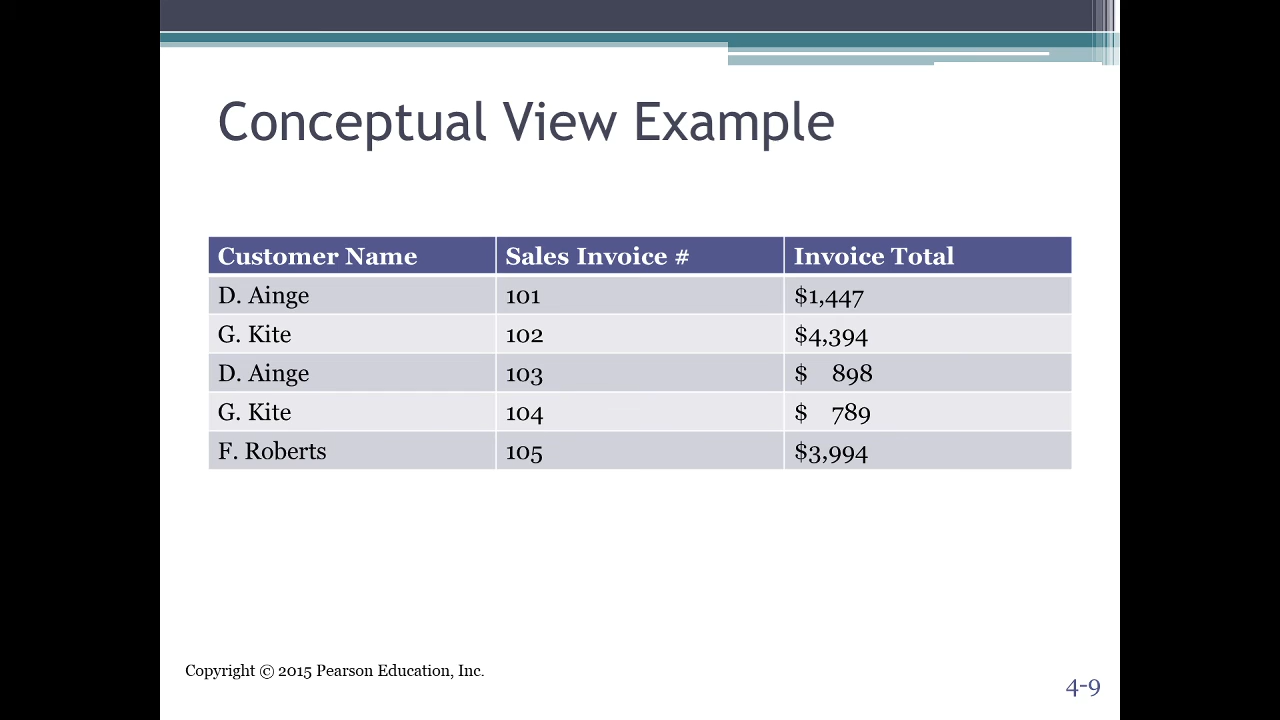 Conceptual View Example
Customer Name Sales Invoice # Invoice Total
D. Ainge 101 $1,447
G. Kite 102 $4,394
D. Ainge 103 $ 898
G. Kite 104 $ 789
F. Roberts 105 $3,994
Copyright © 2015 Pearson Education, Inc.
4-9